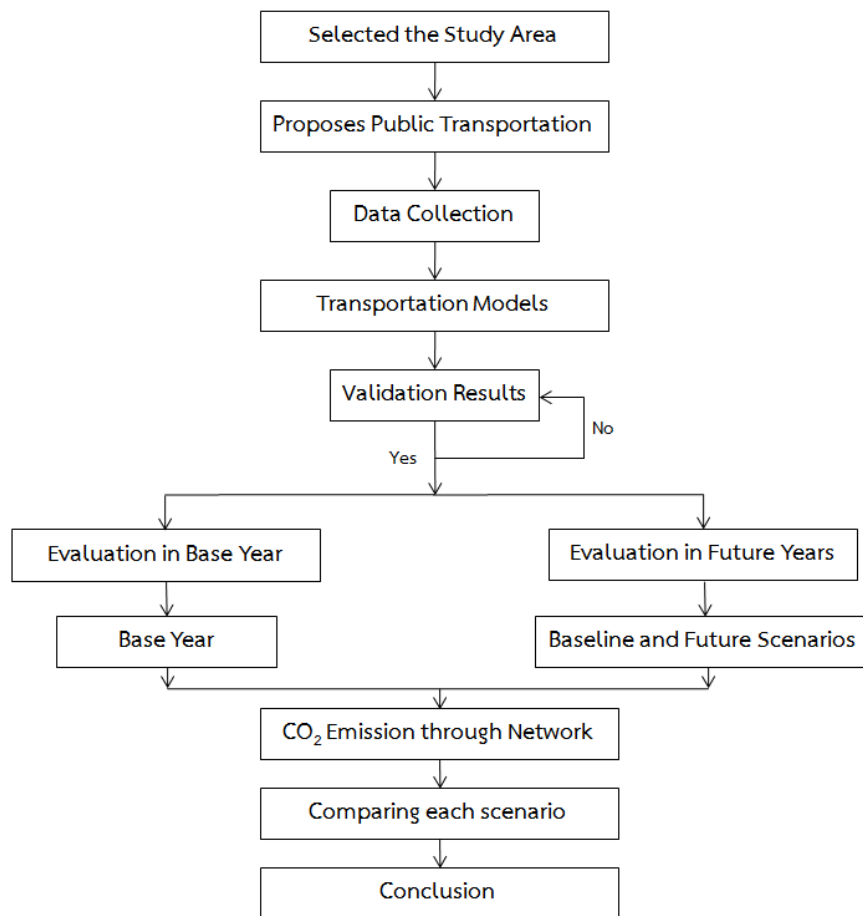 Selected the Study Area
Proposes Public Transportation
Data Collection
Transportation Models
Validation Results
No
Yes
Evaluation in Base Year
Evaluation in Future Years
Base Year
Baseline and Future Scenarios
CO₂ Emission through Network
Comparing each scenario
Conclusion